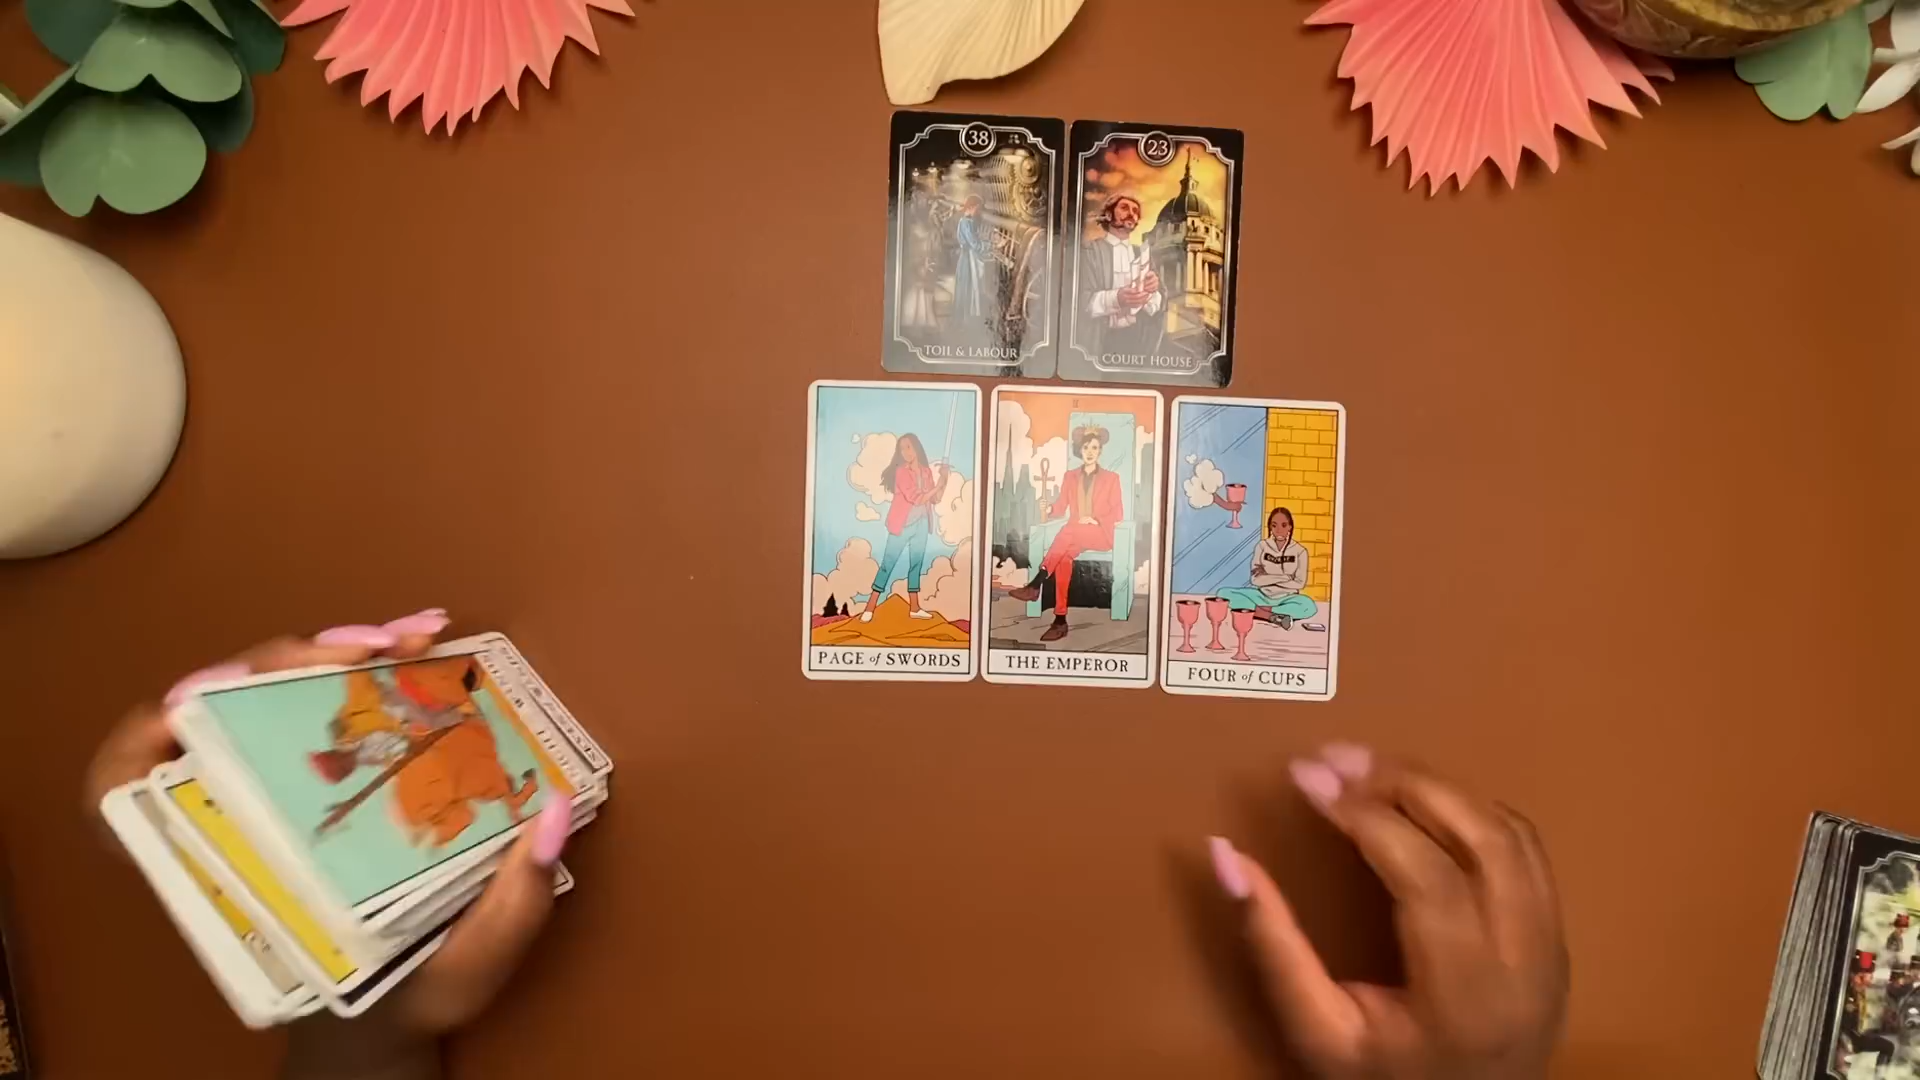 38
23
TOIL & LABOUR
COURT HOUSE
PAGE of SWORDS
THE EMPEROR
FOUR of CUPS